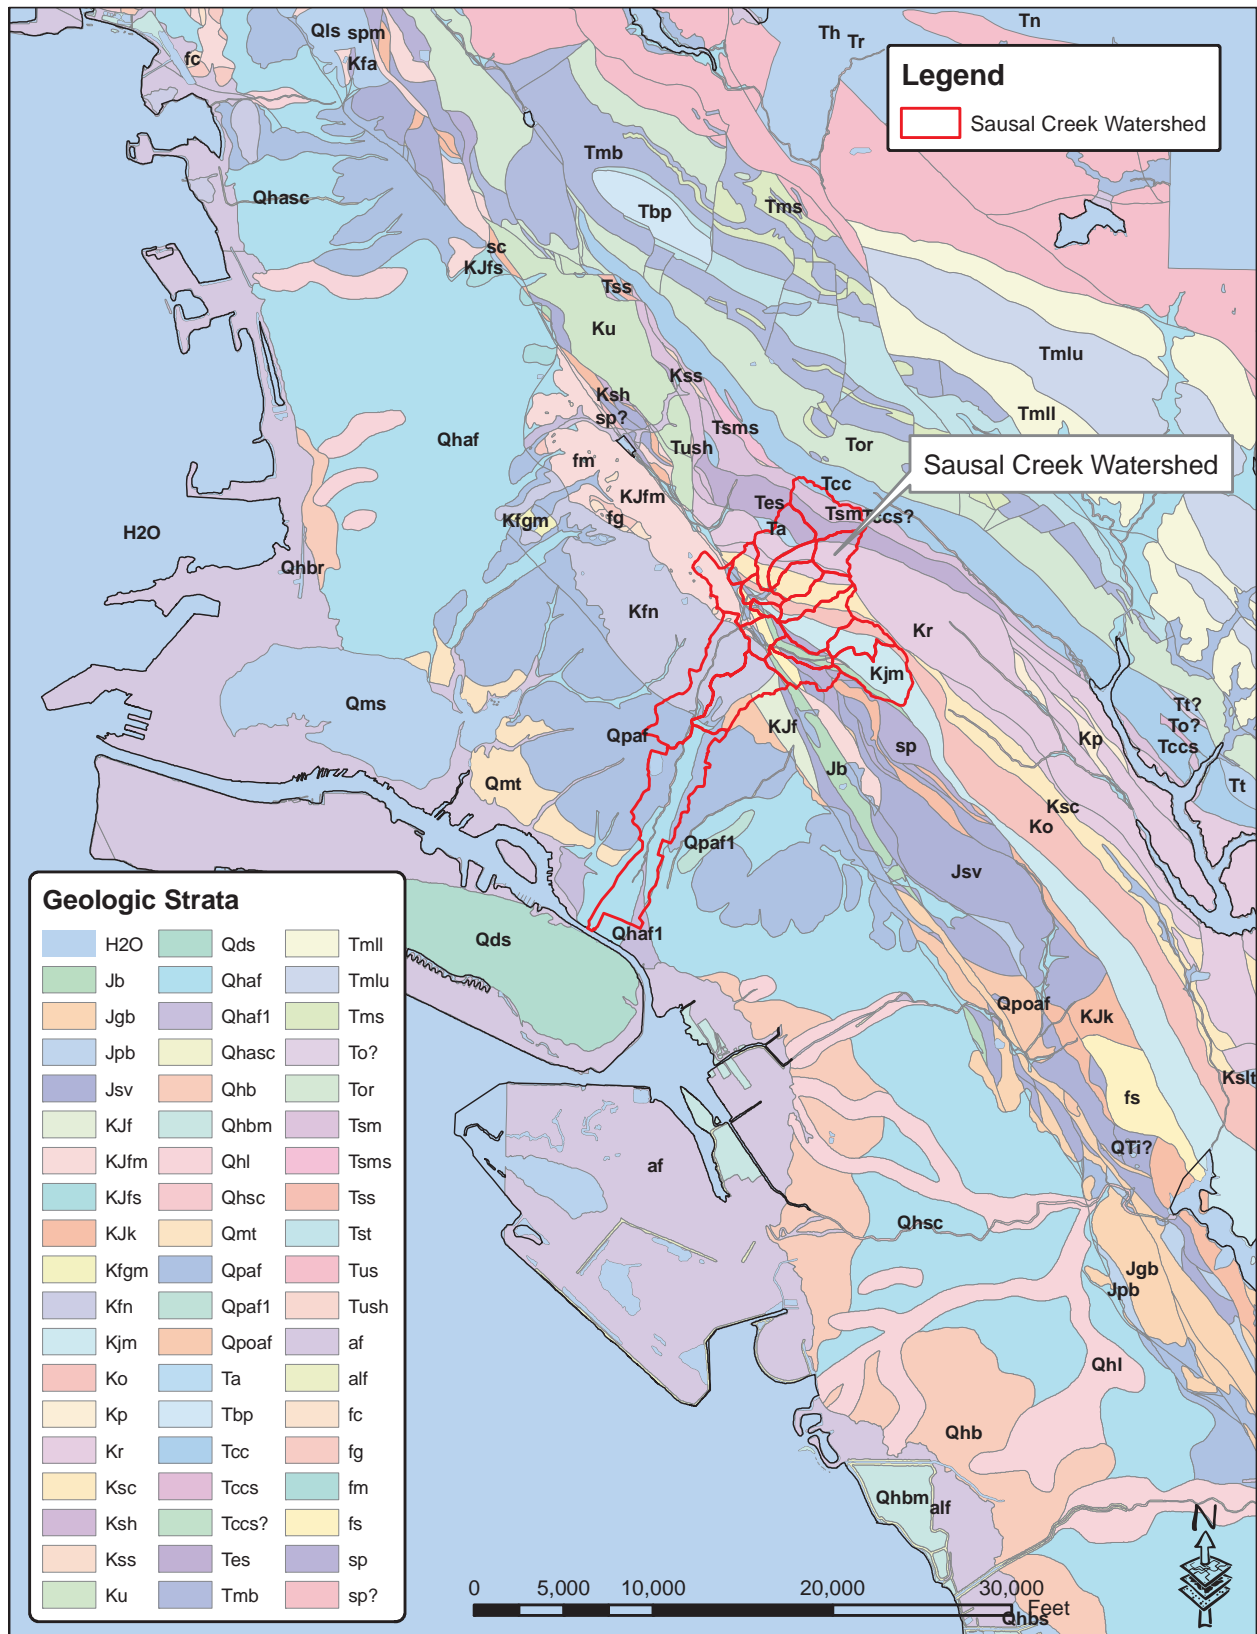 Qls
spm
Kfa
fc
Th
Tr
Tn
Legend
Sausal Creek Watershed
Tmb
Qhasc
Tbp
Tms
sc
KJfs
Tss
Ku
Tmlu
Kss
Ksh
sp?
Tmll
Tsms
Qhaf
Tush
Tor
Sausal Creek Watershed
fm
KJfm
Tcc
Tes
Tsm
Tccs?
fg
Kfgm
Ta
H2O
Qhbr
Kfn
Kr
Kjm
Qms
Tt?
To?
Tccs
Qpaf
KJf
sp
Kp
Jb
Tt
Qmt
Ksc
Ko
Qpaf1
Jsv
Qhaf1
Qds
Qpoaf
KJk
Kslt
fs
QTi?
af
Qhsc
Jgb
Jpb
Qhl
Qhb
Qhbm
alf
Qhbs
Geologic Strata
H2O
Jb
Jgb
Jpb
Jsv
KJf
KJfm
KJfs
KJk
Kfgm
Kfn
Kjm
Ko
Kp
Kr
Ksc
Ksh
Kss
Ku
Qds
Qhaf
Qhaf1
Qhasc
Qhb
Qhbm
Qhl
Qhsc
Qmt
Qpaf
Qpaf1
Qpoaf
Ta
Tbp
Tcc
Tccs
Tccs?
Tes
Tmb
Tmll
Tmlu
Tms
To?
Tor
Tsm
Tsms
Tss
Tst
Tus
Tush
af
alf
fc
fg
fm
fs
sp
sp?
0 5,000 10,000 20,000 30,000
Feet
N